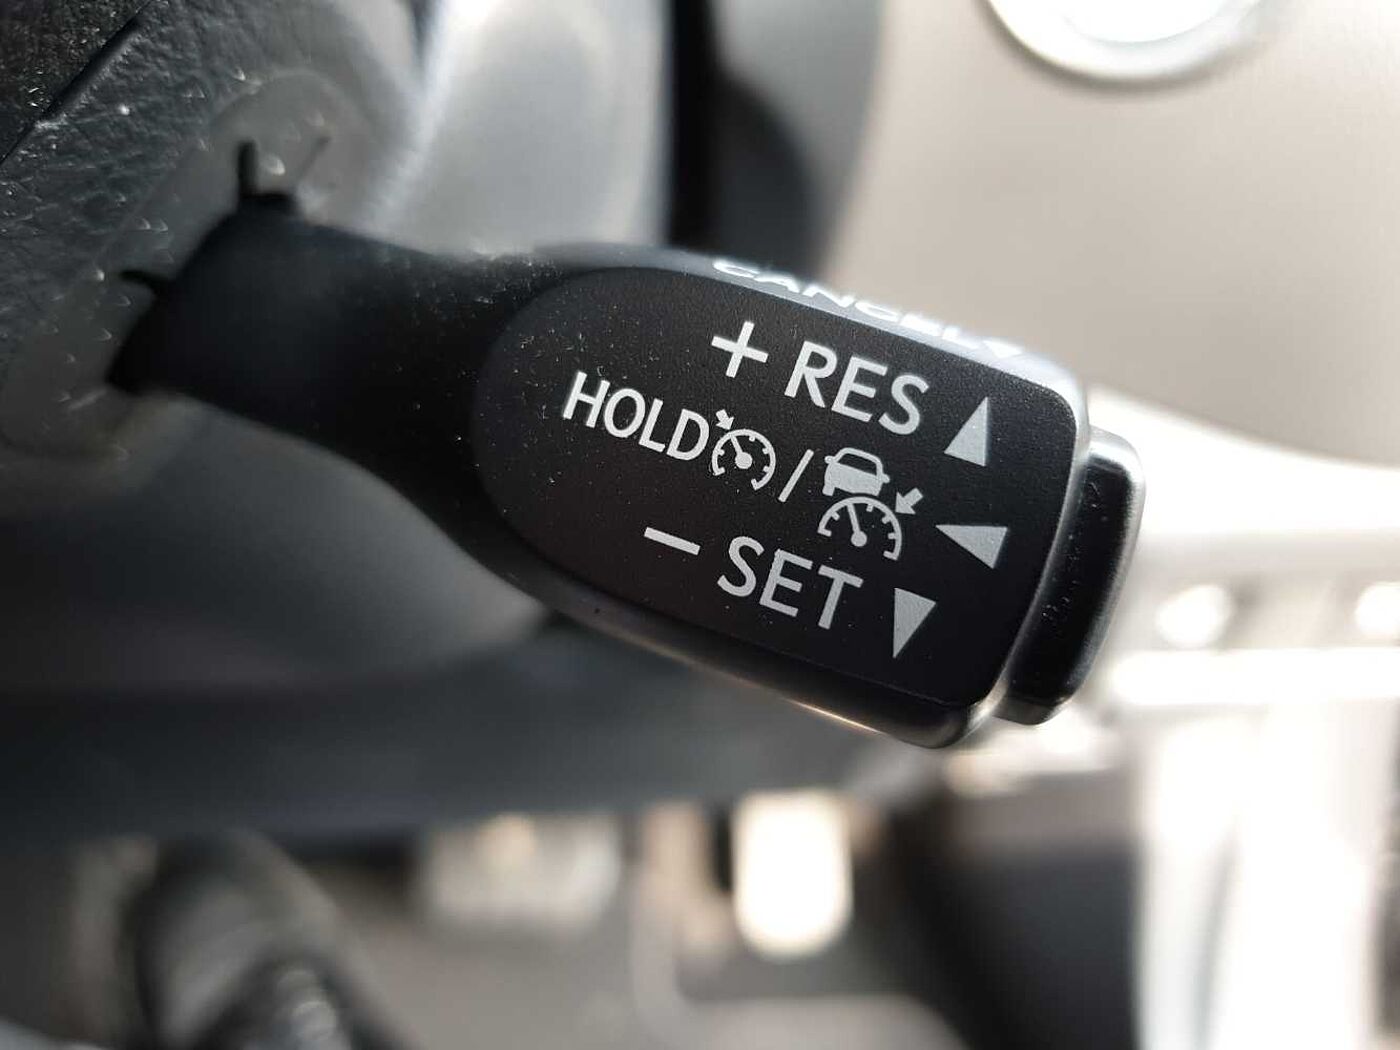 CANCEL
+ RES
HOLD /
- SET